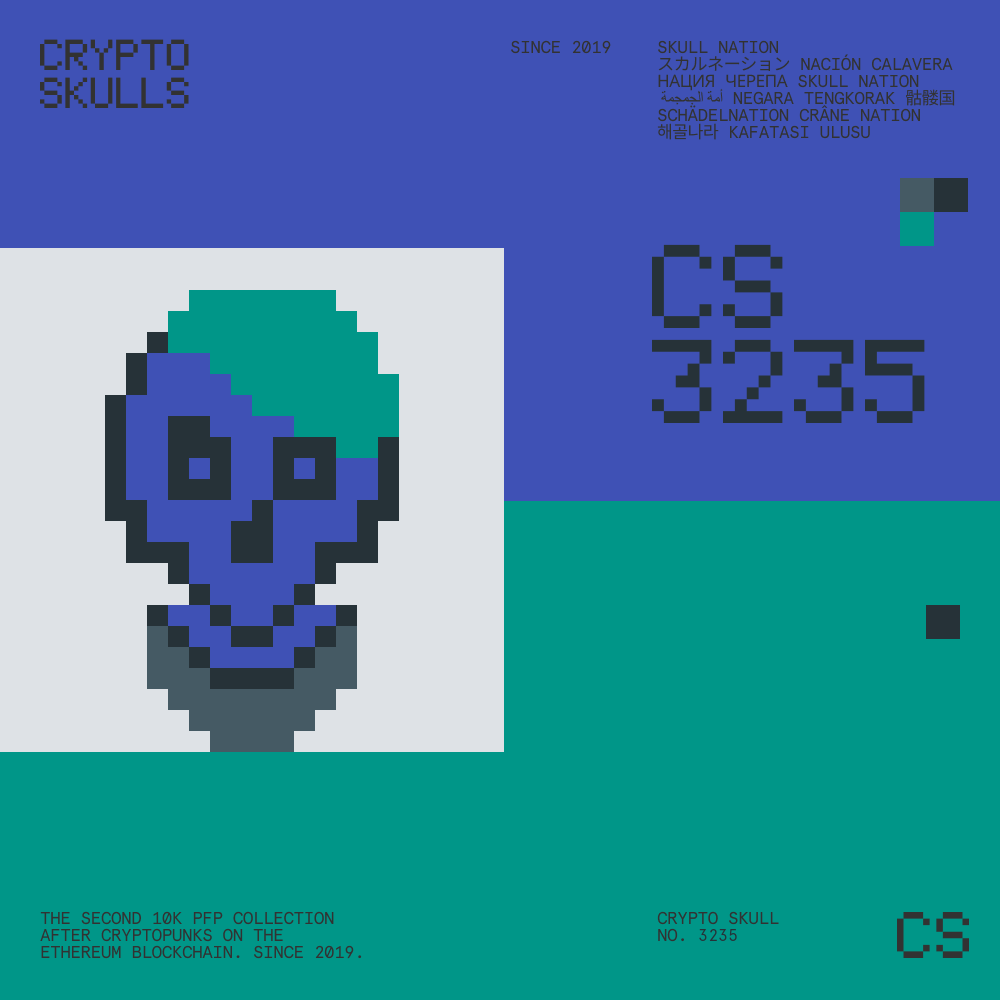 CRYPTO
SKULLS
SINCE 2019
SKULL NATION
スカルネーション NACIÓN CALAVERA
НАЦИЯ ЧЕРЕПА SKULL NATION
أمة الجمجمة NEGARA TENGKORAK 骷髅国
SCHÄDELNATION CRÂNE NATION
해골나라 KAFATASI ULUSU
CS
3235
THE SECOND 10K PFP COLLECTION
AFTER CRYPTOPUNKS ON THE
ETHEREUM BLOCKCHAIN. SINCE 2019.
CRYPTO SKULL
NO. 3235
CS